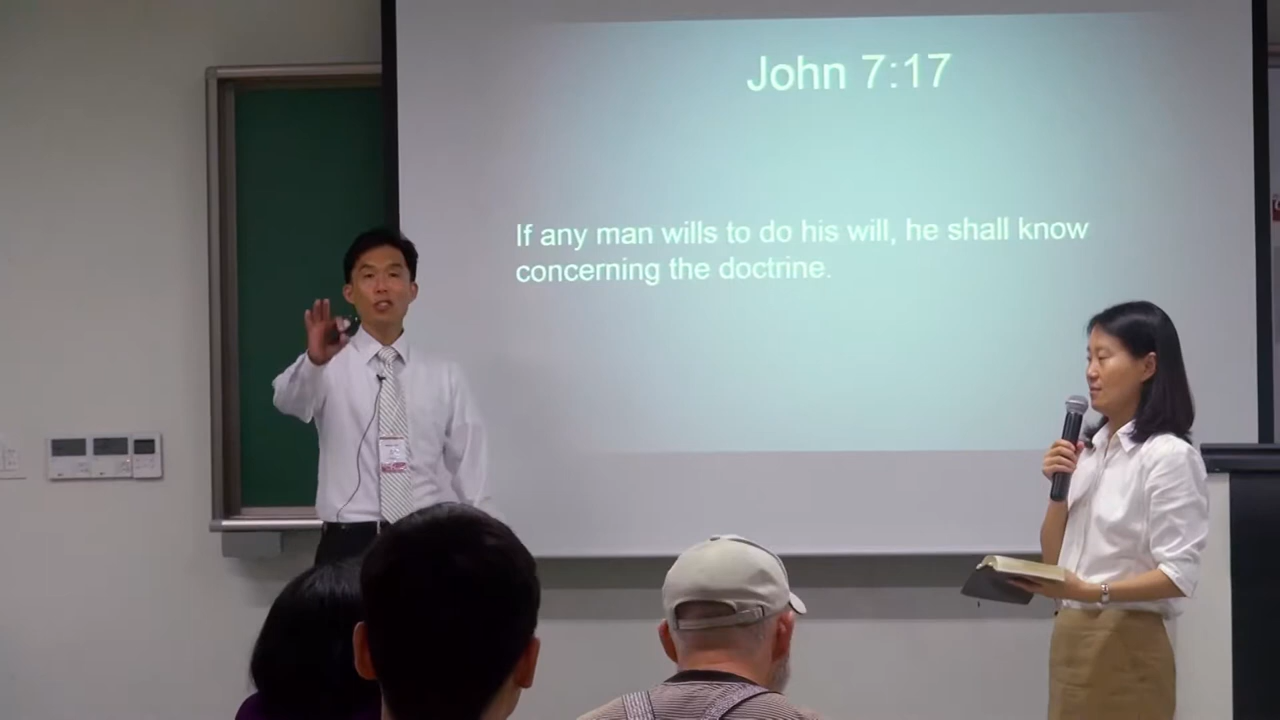 John 7:17
If any man wills to do his will, he shall know
concerning the doctrine.